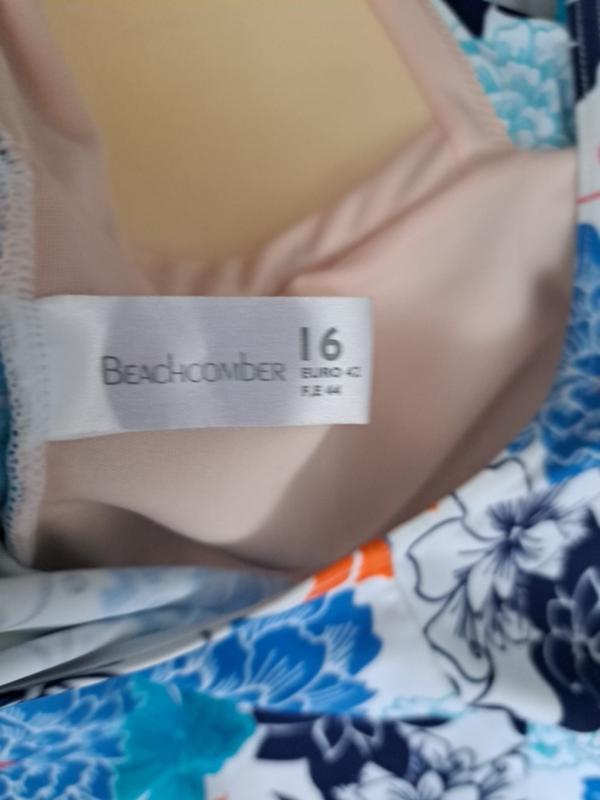 BEACHCOMBER
16
EURO 42
F,E 44